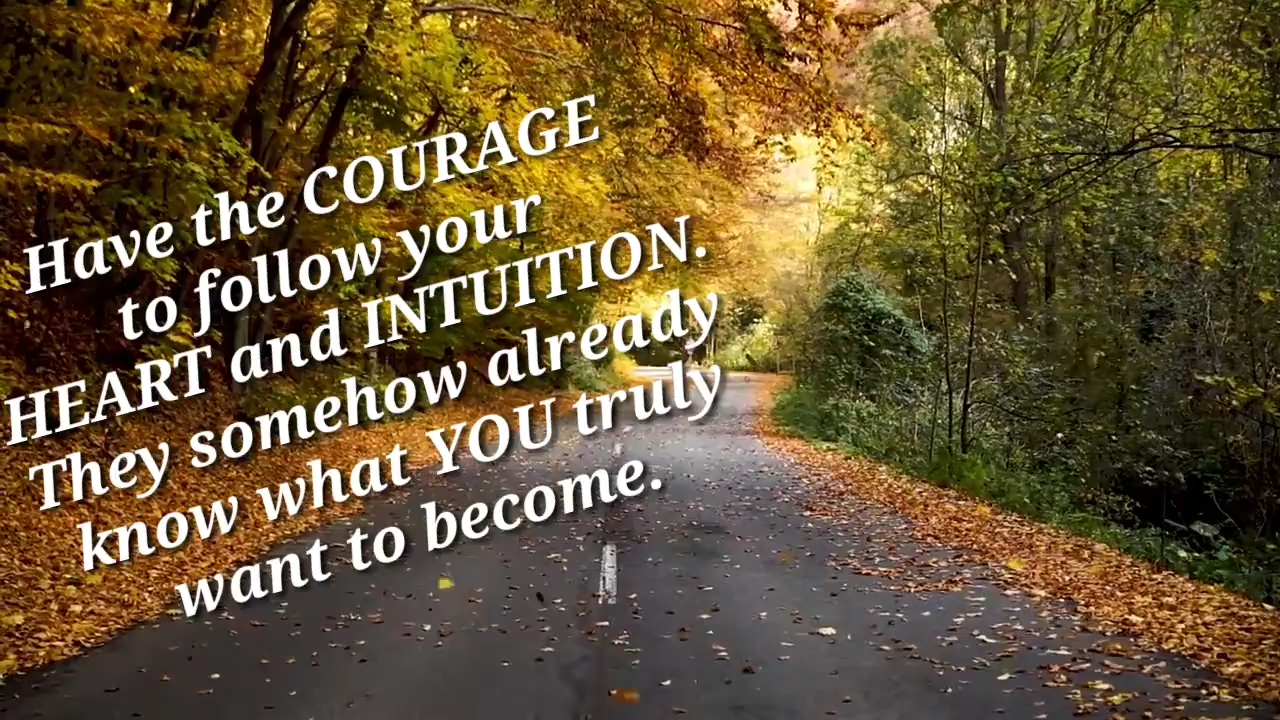 Have the COURAGE
to follow your
HEART and INTUITION.
They somehow already
know what YOU truly
want to become.